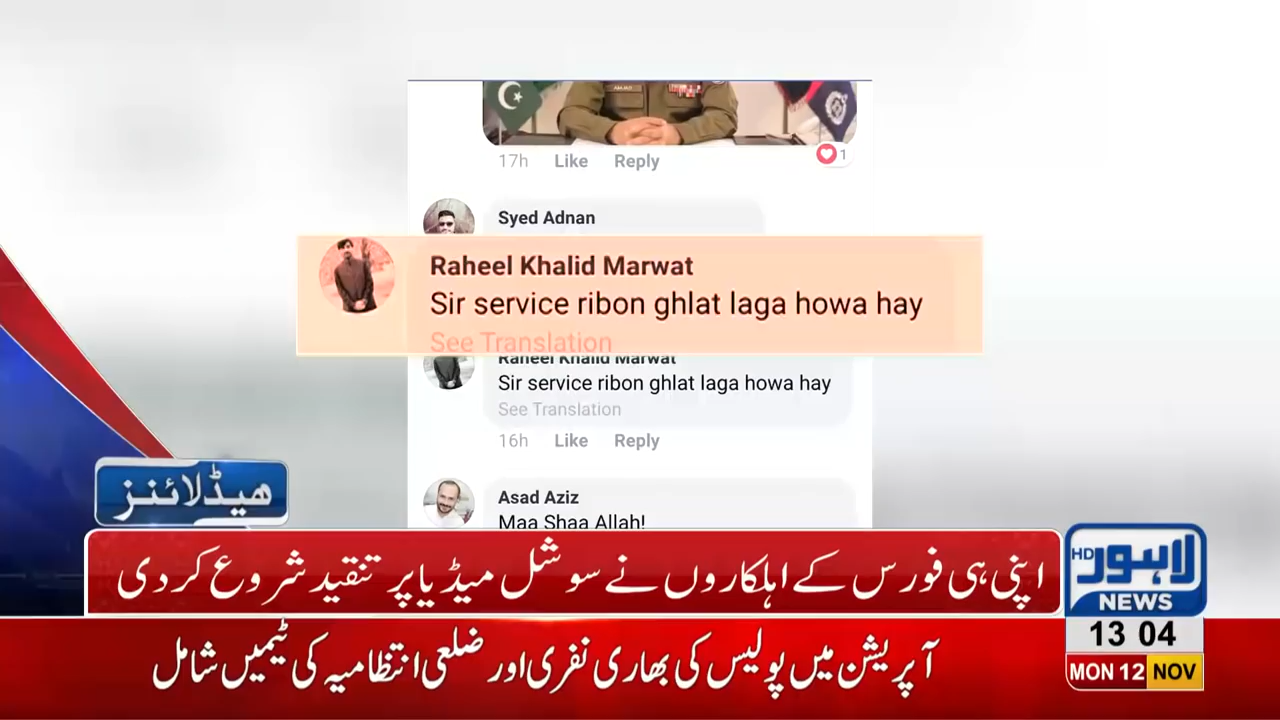 17h Like Reply
1
Syed Adnan
Raheel Khalid Marwat
Sir service ribon ghlat laga howa hay
See Translation
Raheel Khalid Marwat
Sir service ribon ghlat laga howa hay
See Translation
16h Like Reply
Asad Aziz
Maa Shaa Allah!
ہیڈلائنز
اپنی ہی فورس کے اہلکاروں نے سوشل میڈیا پر تنقید شروع کر دی
آپریشن میں پولیس کی بھاری نفری اور ضلعی انتظامیہ کی ٹیمیں شامل
HD لاہور
NEWS
13 04
MON 12 NOV